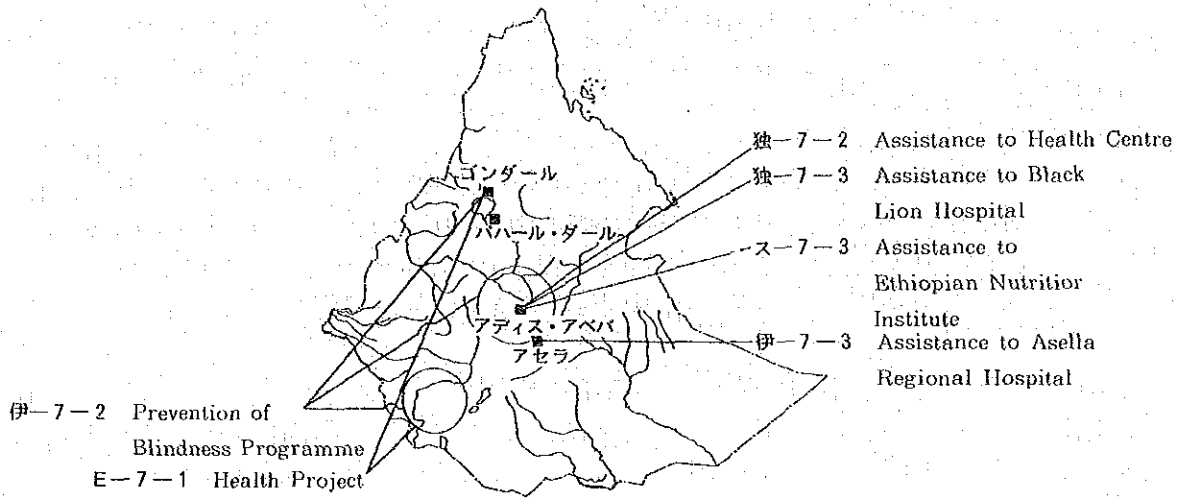 独-7-2 Assistance to Health Centre
独-7-3 Assistance to Black
Lion Hospital
ス-7-3 Assistance to
Ethiopian Nutritior
Institute
伊-7-3 Assistance to Asella
Regional Hospital
ゴンダール
バハール・ダール
アディス・アベバ
アセラ
伊-7-2 Prevention of
Blindness Programme
E-7-1 Health Project